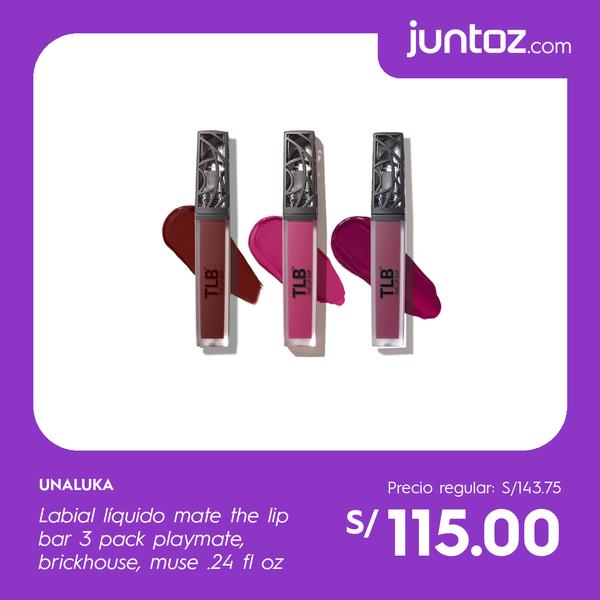 juntoz.com
TLB
TLB
TLB
UNALUKA
Labial líquido mate the lip
bar 3 pack playmate,
brickhouse, muse .24 fl oz
Precio regular: S/143.75
S/115.00